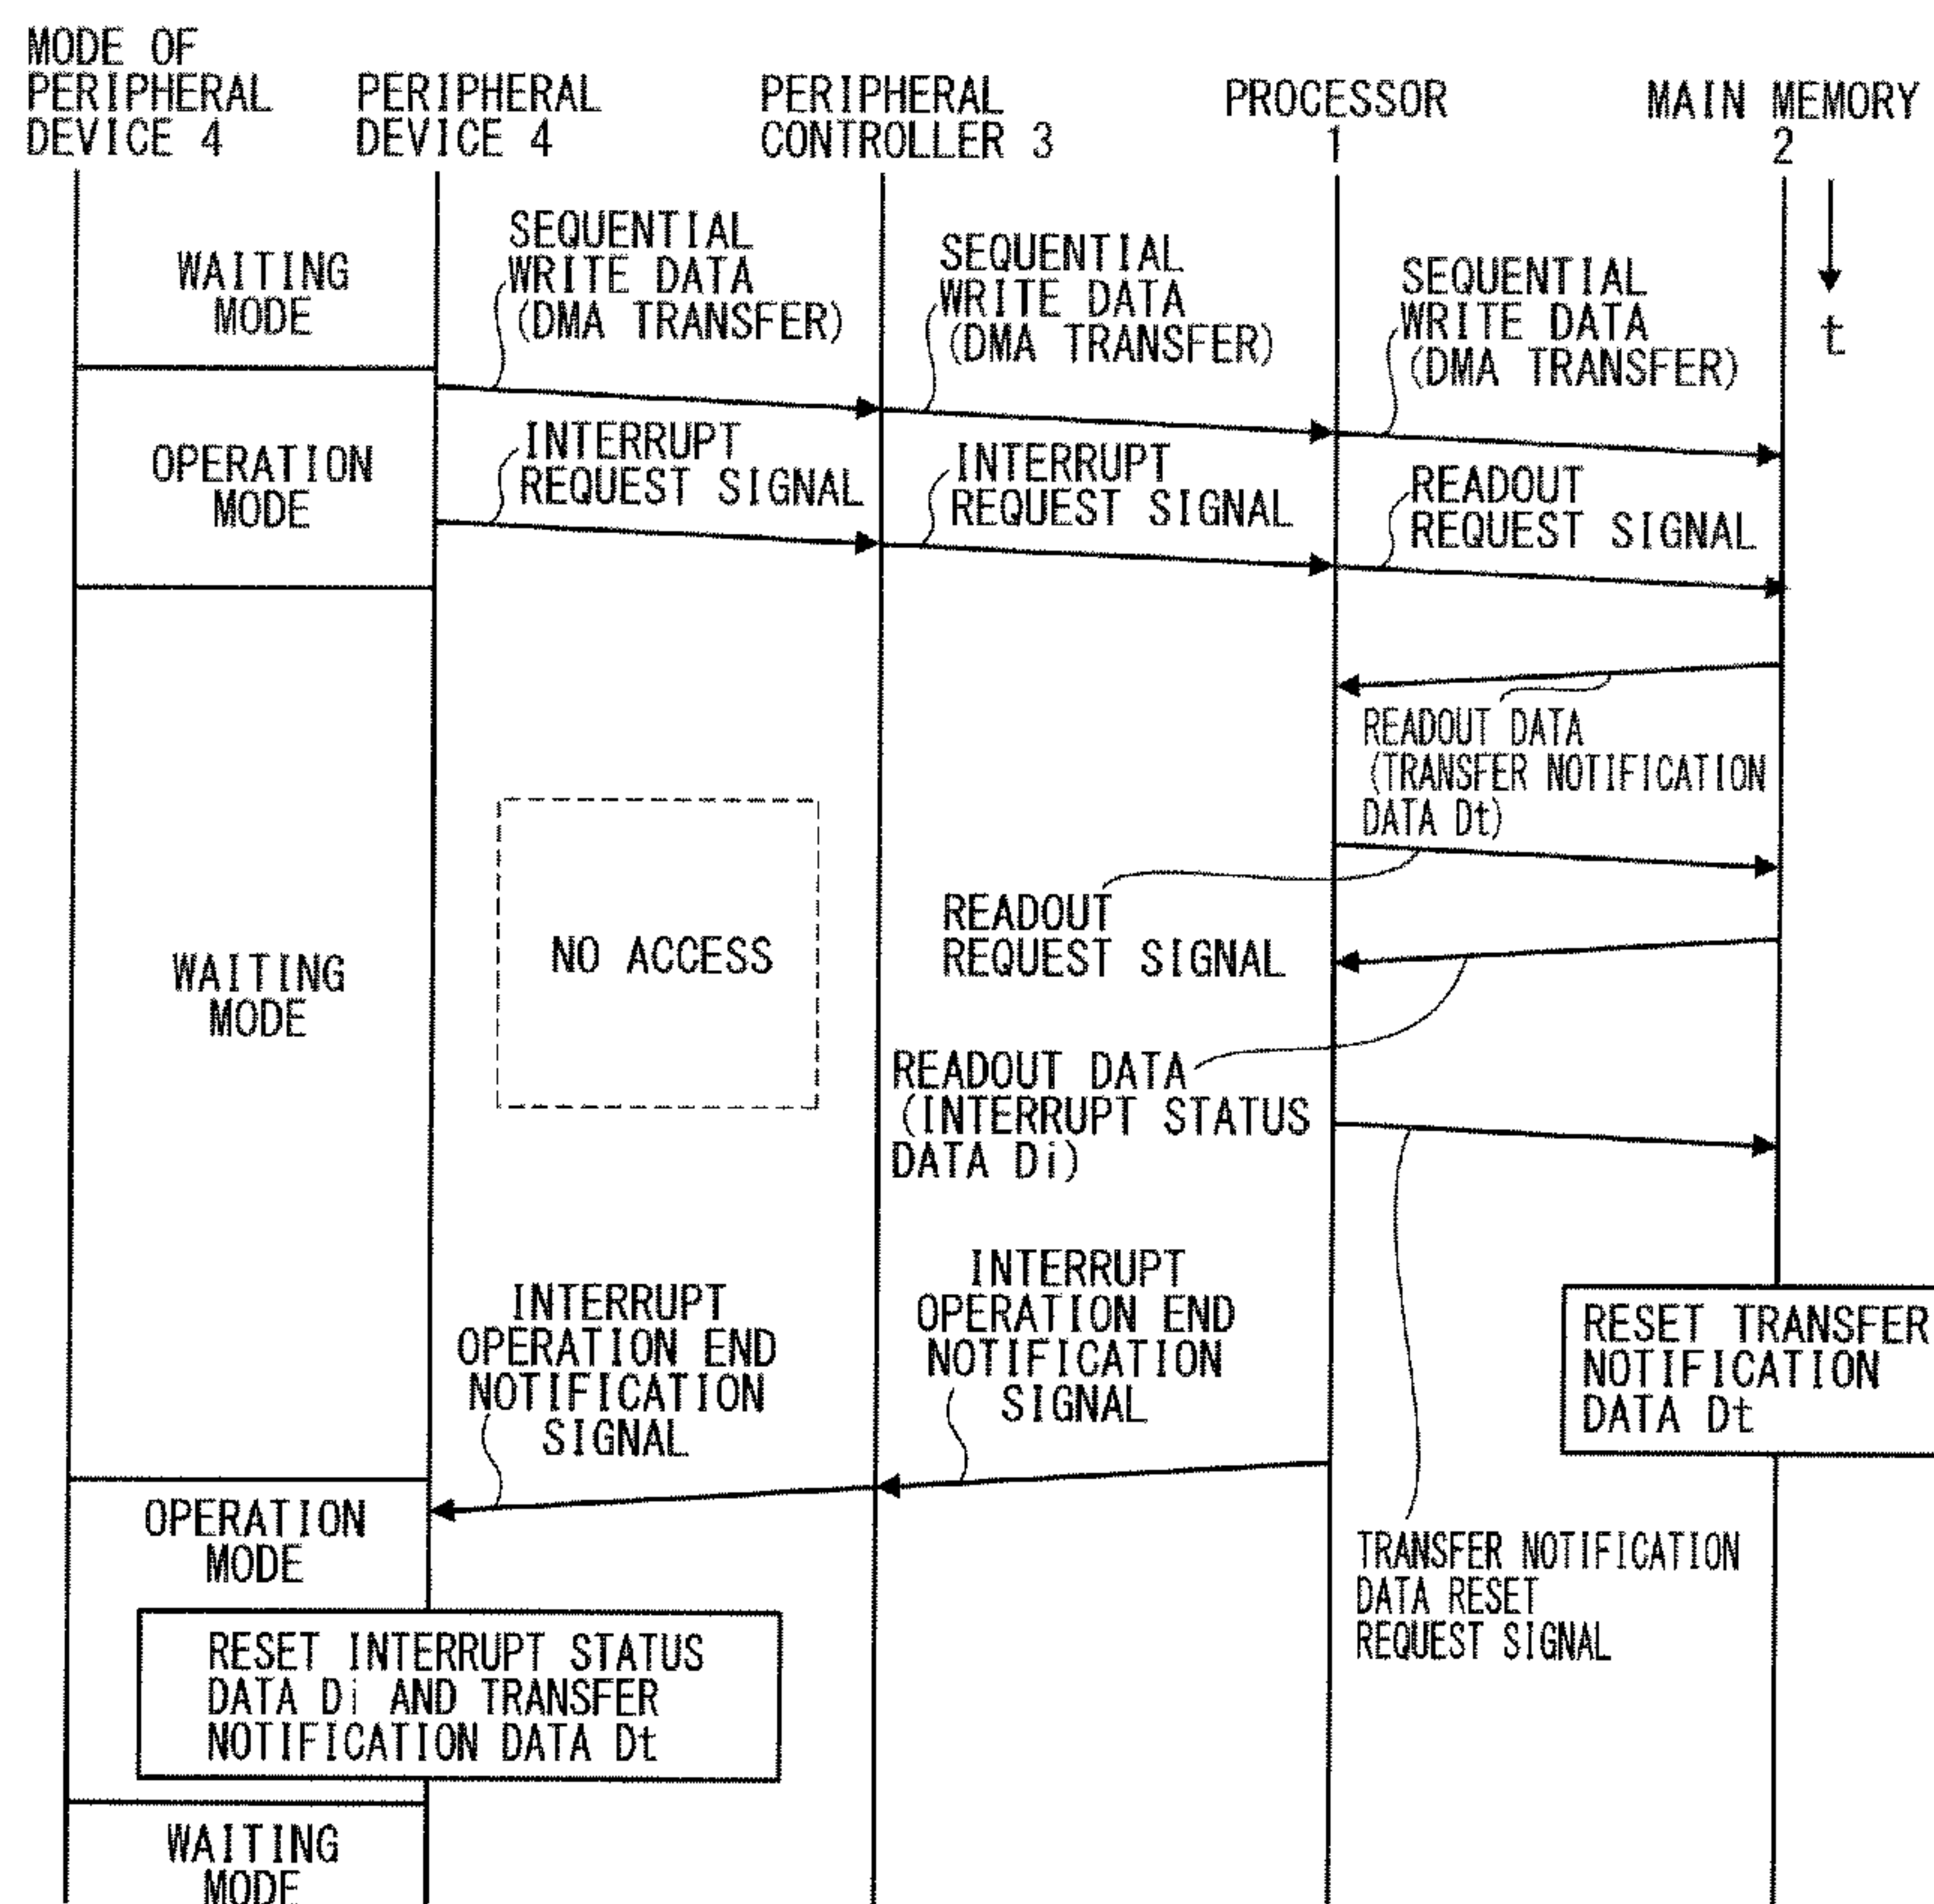 MODE OF
PERIPHERAL
DEVICE 4
PERIPHERAL
DEVICE 4
PERIPHERAL
CONTROLLER 3
PROCESSOR
1
MAIN MEMORY
2
t
WAITING
MODE
SEQUENTIAL
WRITE DATA
(DMA TRANSFER)
SEQUENTIAL
WRITE DATA
(DMA TRANSFER)
SEQUENTIAL
WRITE DATA
(DMA TRANSFER)
OPERATION
MODE
INTERRUPT
REQUEST SIGNAL
INTERRUPT
REQUEST SIGNAL
READOUT
REQUEST SIGNAL
READOUT DATA
(TRANSFER NOTIFICATION
DATA Dt)
WAITING
MODE
NO ACCESS
READOUT
REQUEST SIGNAL
READOUT DATA
(INTERRUPT STATUS
DATA Di)
INTERRUPT
OPERATION END
NOTIFICATION
SIGNAL
INTERRUPT
OPERATION END
NOTIFICATION
SIGNAL
RESET TRANSFER
NOTIFICATION
DATA Dt
OPERATION
MODE
TRANSFER NOTIFICATION
DATA RESET
REQUEST SIGNAL
RESET INTERRUPT STATUS
DATA Di AND TRANSFER
NOTIFICATION DATA Dt
WAITING
MODE